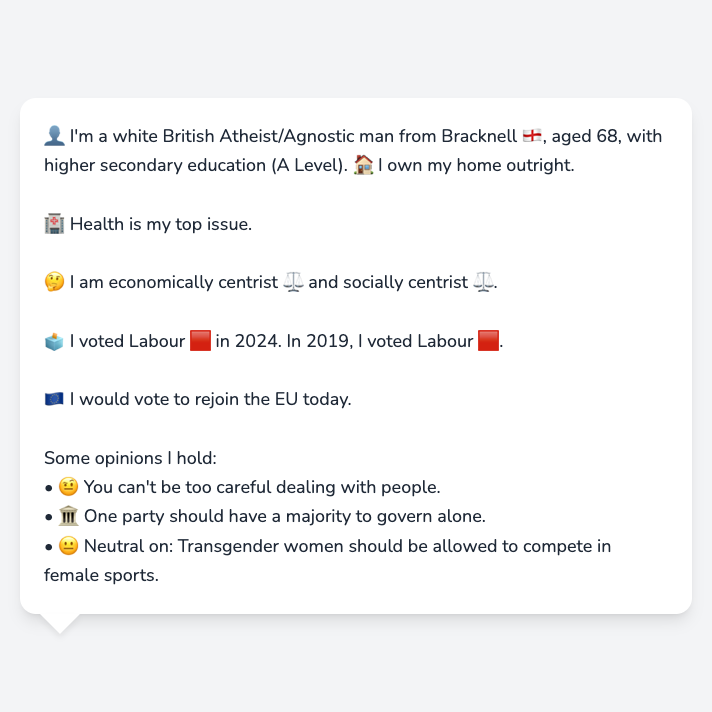 👤 I'm a white British Atheist/Agnostic man from Bracknell 🏴󠁧󠁢󠁥󠁮󠁧󠁿, aged 68, with
higher secondary education (A Level). 🏠 I own my home outright.
🏥 Health is my top issue.
🤔 I am economically centrist ⚖️ and socially centrist ⚖️.
🗳️ I voted Labour 🟥 in 2024. In 2019, I voted Labour 🟥.
🇪🇺 I would vote to rejoin the EU today.
Some opinions I hold:
• 🤨 You can't be too careful dealing with people.
• 🏛️ One party should have a majority to govern alone.
• 😐 Neutral on: Transgender women should be allowed to compete in
female sports.